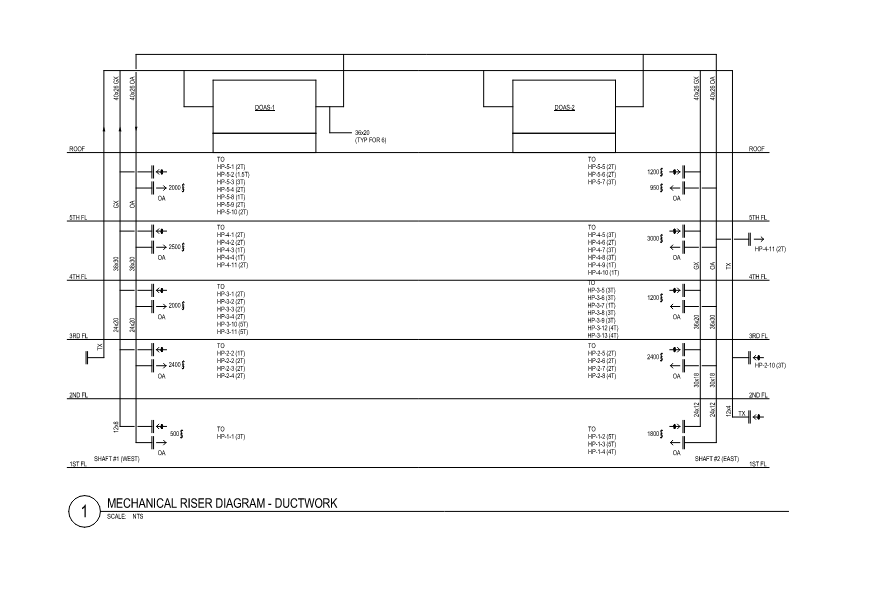 40x26 GX
40x26 OA
DOAS-1
DOAS-2
40x26 GX
40x26 OA
36x20
(TYP FOR 6)
ROOF
ROOF
2000
OA
GX
OA
TO
HP-5-1 (2T)
HP-5-2 (1.5T)
HP-5-3 (3T)
HP-5-4 (2T)
HP-5-8 (1T)
HP-5-9 (2T)
HP-5-10 (2T)
TO
HP-5-5 (2T)
HP-5-6 (2T)
HP-5-7 (3T)
1200
950
OA
5TH FL
5TH FL
2500
OA
36x30
36x30
TO
HP-4-1 (2T)
HP-4-2 (2T)
HP-4-3 (1T)
HP-4-4 (1T)
HP-4-11 (2T)
TO
HP-4-5 (3T)
HP-4-6 (2T)
HP-4-7 (3T)
HP-4-8 (3T)
HP-4-9 (1T)
HP-4-10 (1T)
3000
OA
GX
OA
TX
HP-4-11 (2T)
4TH FL
4TH FL
2000
OA
24x20
24x20
TO
HP-3-1 (2T)
HP-3-2 (2T)
HP-3-3 (2T)
HP-3-4 (2T)
HP-3-10 (5T)
HP-3-11 (5T)
TO
HP-3-5 (3T)
HP-3-6 (3T)
HP-3-7 (1T)
HP-3-8 (3T)
HP-3-9 (3T)
HP-3-12 (4T)
HP-3-13 (4T)
1200
OA
36x20
36x30
3RD FL
3RD FL
TX
2400
OA
TO
HP-2-2 (1T)
HP-2-2 (2T)
HP-2-3 (2T)
HP-2-4 (2T)
TO
HP-2-5 (2T)
HP-2-6 (2T)
HP-2-7 (2T)
HP-2-8 (4T)
2400
OA
30x18
30x18
HP-2-10 (3T)
2ND FL
2ND FL
12x8
500
OA
TO
HP-1-1 (3T)
TO
HP-1-2 (5T)
HP-1-3 (5T)
HP-1-4 (4T)
1800
OA
24x12
24x12
12x4
TX
SHAFT #1 (WEST)
SHAFT #2 (EAST)
1ST FL
1ST FL
1
MECHANICAL RISER DIAGRAM - DUCTWORK
SCALE: NTS